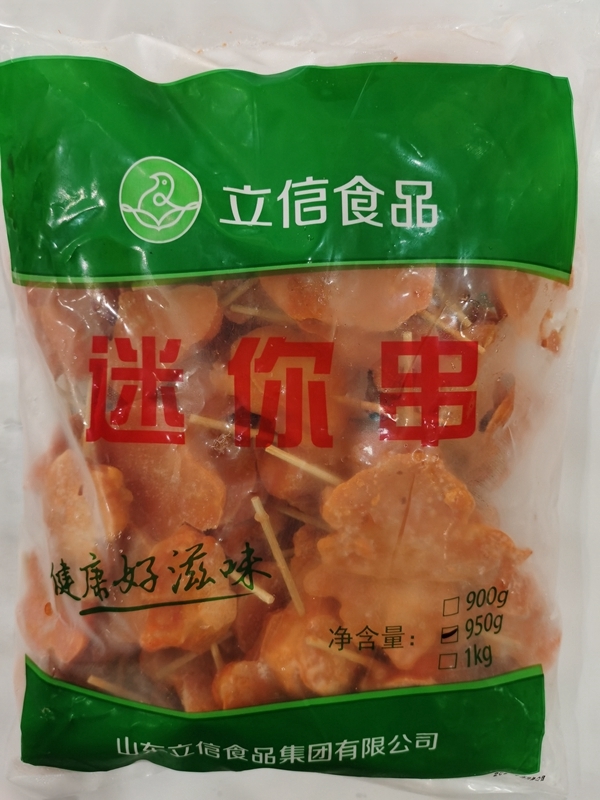 立信食品
迷你串
健康好滋味
净含量：
900g
950g
1kg
山东立信食品集团有限公司